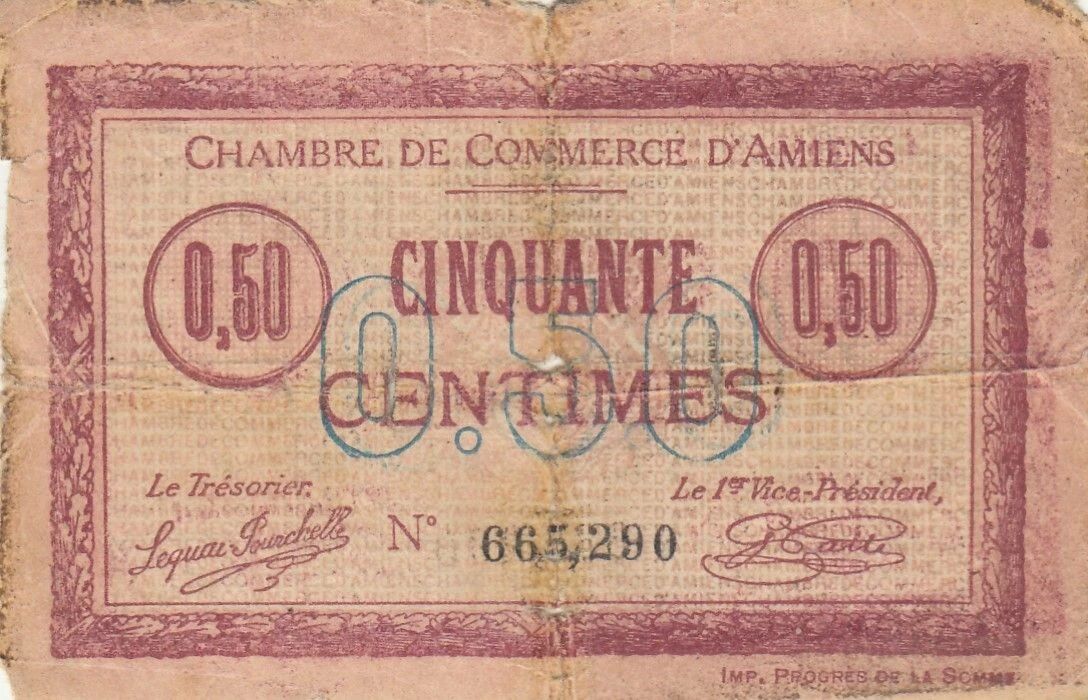 CHAMBRE DE COMMERCE D'AMIENS
0,50 CINQUANTE 0,50
0.50
CENTIMES
Le Trésorier.
Le 1er Vice-Président,
Nº 665,290
IMP. PROGRÈS DE LA SOMME